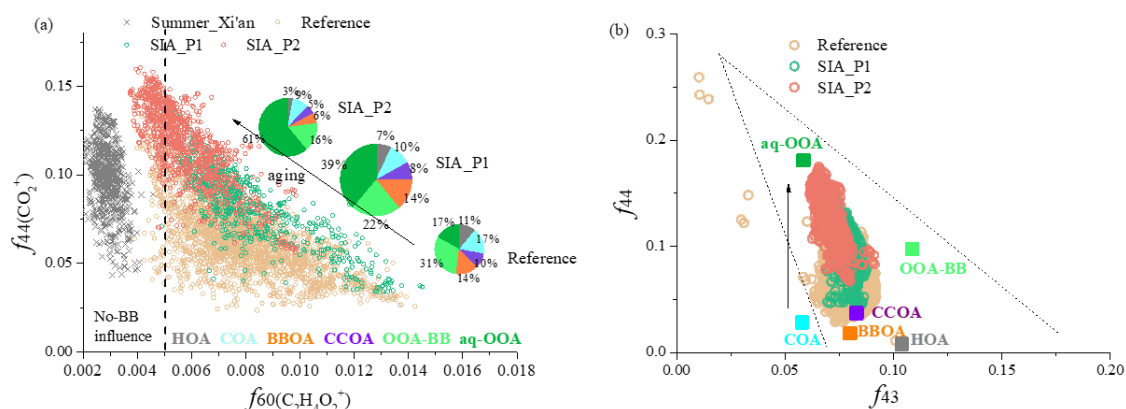 (a)
Summer_Xi'an
Reference
SIA_P1
SIA_P2
f44(CO2+)
0.15
0.10
0.05
0.00
0.000
0.002
0.004
0.006
0.008
0.010
0.012
0.014
0.016
0.018
f60(C2H4O2+)
3%
9%
5%
6%
16%
61%
SIA_P2
7%
10%
8%
14%
22%
39%
SIA_P1
aging
11%
17%
10%
14%
31%
17%
Reference
No-BB
influence
HOA COA BBOA CCOA OOA-BB aq-OOA
(b)
Reference
SIA_P1
SIA_P2
f44
0.3
0.2
0.1
0.0
aq-OOA
OOA-BB
CCOA
BBOA
COA
HOA
0.00
0.05
0.10
0.15
0.20
f43